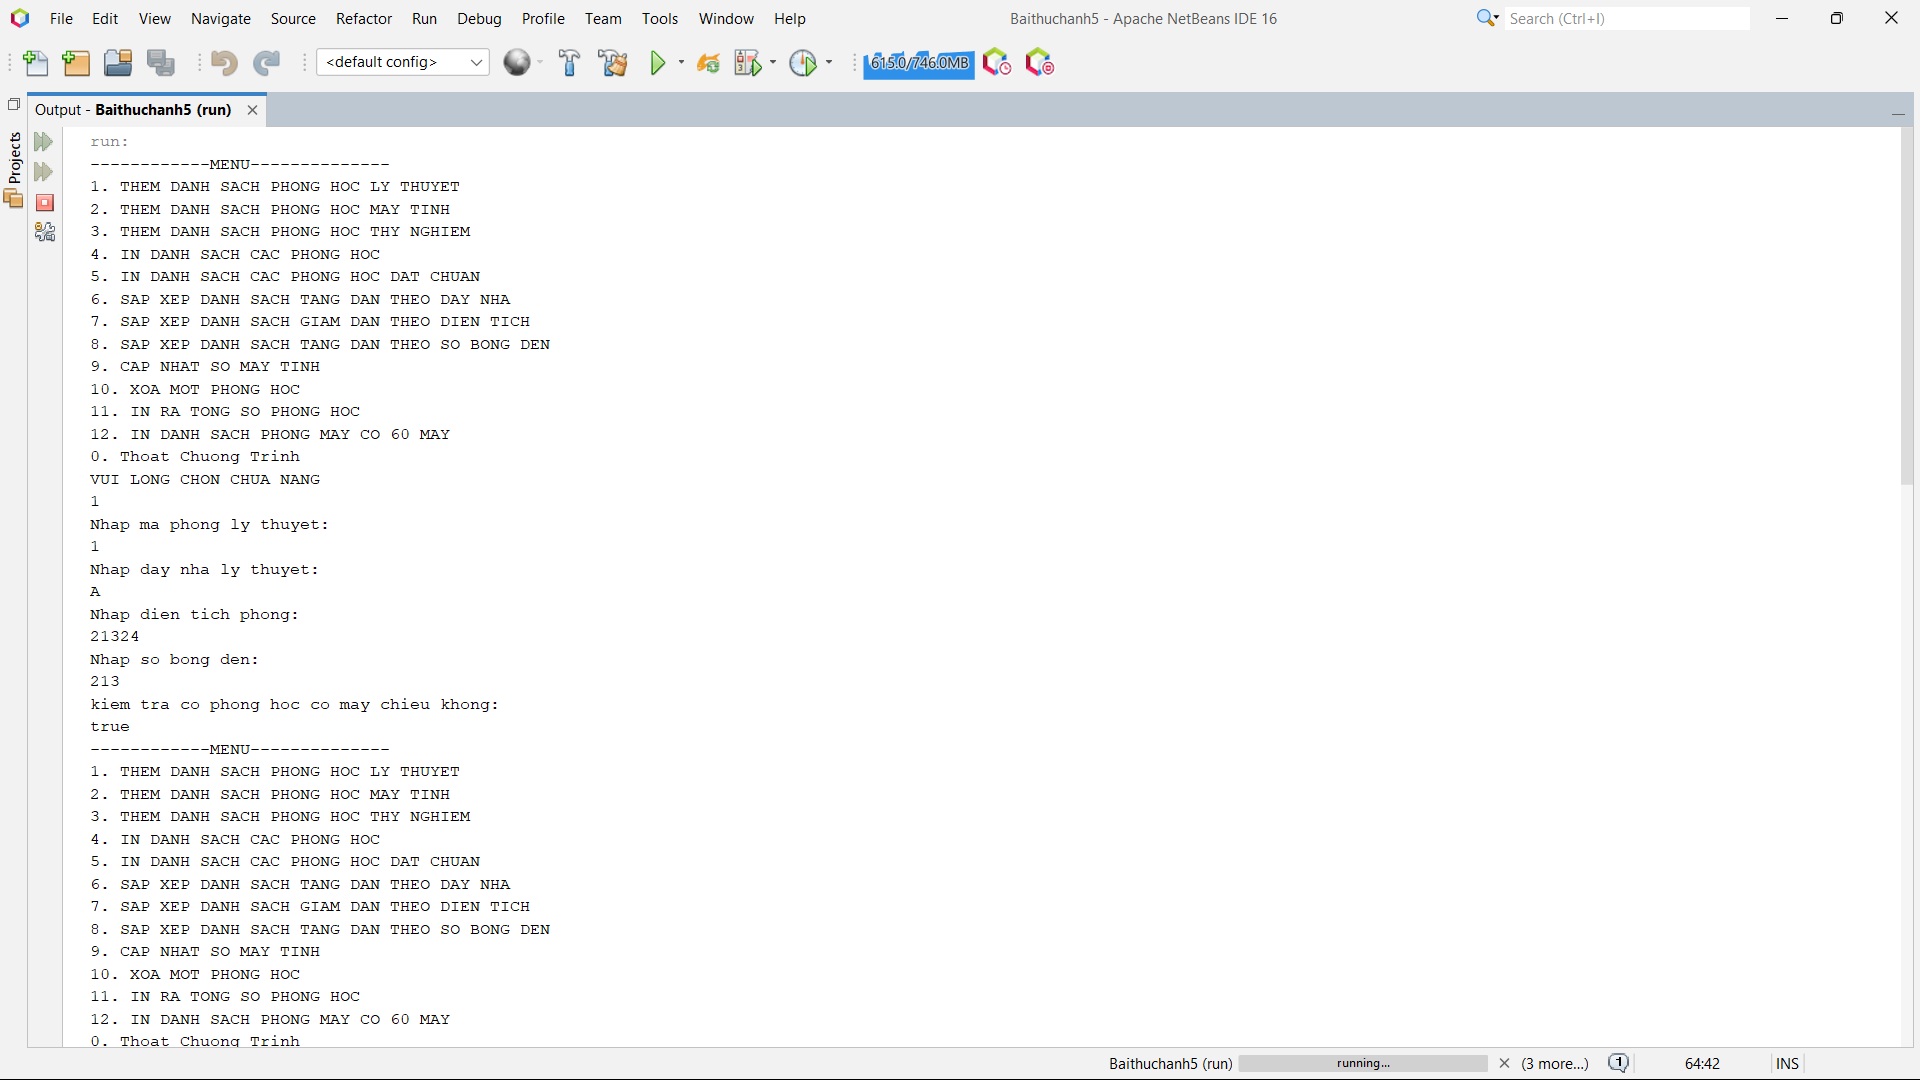 File Edit View Navigate Source Refactor Run Debug Profile Team Tools Window Help
Baithuchanh5 - Apache NetBeans IDE 16
Search (Ctrl+I)
<default config>
615.0/746.0MB
Output - Baithuchanh5 (run)
Projects
run:
------------MENU--------------
1. THEM DANH SACH PHONG HOC LY THUYET
2. THEM DANH SACH PHONG HOC MAY TINH
3. THEM DANH SACH PHONG HOC THY NGHIEM
4. IN DANH SACH CAC PHONG HOC
5. IN DANH SACH CAC PHONG HOC DAT CHUAN
6. SAP XEP DANH SACH TANG DAN THEO DAY NHA
7. SAP XEP DANH SACH GIAM DAN THEO DIEN TICH
8. SAP XEP DANH SACH TANG DAN THEO SO BONG DEN
9. CAP NHAT SO MAY TINH
10. XOA MOT PHONG HOC
11. IN RA TONG SO PHONG HOC
12. IN DANH SACH PHONG MAY CO 60 MAY
0. Thoat Chuong Trinh
VUI LONG CHON CHUA NANG
1
Nhap ma phong ly thuyet:
1
Nhap day nha ly thuyet:
A
Nhap dien tich phong:
21324
Nhap so bong den:
213
kiem tra co phong hoc co may chieu khong:
true
------------MENU--------------
1. THEM DANH SACH PHONG HOC LY THUYET
2. THEM DANH SACH PHONG HOC MAY TINH
3. THEM DANH SACH PHONG HOC THY NGHIEM
4. IN DANH SACH CAC PHONG HOC
5. IN DANH SACH CAC PHONG HOC DAT CHUAN
6. SAP XEP DANH SACH TANG DAN THEO DAY NHA
7. SAP XEP DANH SACH GIAM DAN THEO DIEN TICH
8. SAP XEP DANH SACH TANG DAN THEO SO BONG DEN
9. CAP NHAT SO MAY TINH
10. XOA MOT PHONG HOC
11. IN RA TONG SO PHONG HOC
12. IN DANH SACH PHONG MAY CO 60 MAY
0. Thoat Chuong Trinh
Baithuchanh5 (run) running... (3 more...) 1 64:42 INS